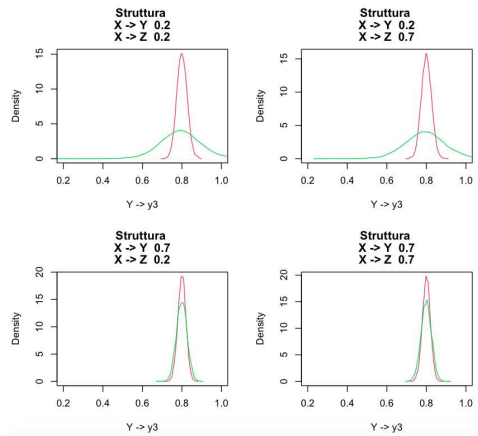 Struttura
X -> Y 0.2
X -> Z 0.2
Density
0 5 10 15
0.2 0.4 0.6 0.8 1.0
Y -> y3
Struttura
X -> Y 0.2
X -> Z 0.7
Density
0 5 10 15
0.2 0.4 0.6 0.8 1.0
Y -> y3
Struttura
X -> Y 0.7
X -> Z 0.2
Density
0 5 10 15 20
0.2 0.4 0.6 0.8 1.0
Y -> y3
Struttura
X -> Y 0.7
X -> Z 0.7
Density
0 5 10 15 20
0.2 0.4 0.6 0.8 1.0
Y -> y3